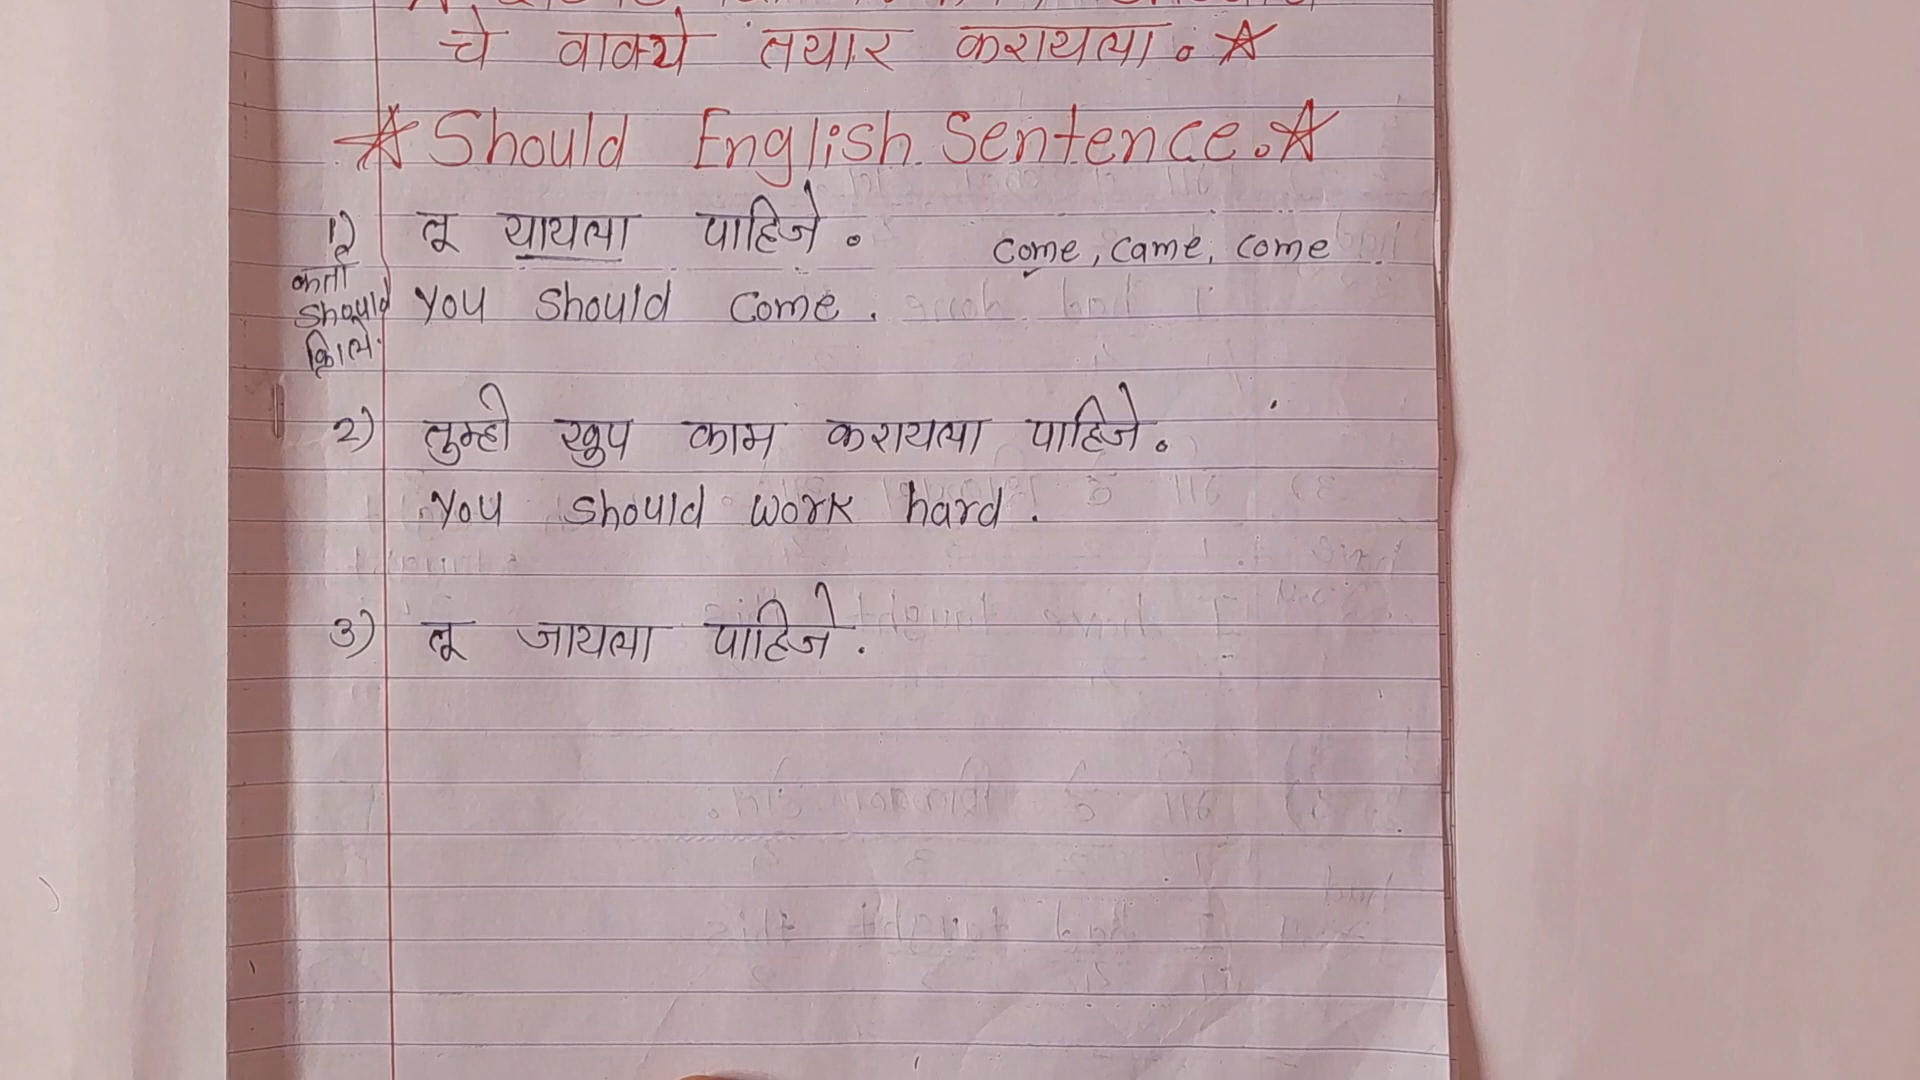 चे वाक्ये तयार करायला. ☆
☆ Should English Sentence. ☆
1) तू यायला पाहिजे.
come, came, come
कर्ता
should
You should come.
2) तुम्ही खुप काम करायला पाहिजे.
You should work hard.
3) तू जायला पाहिजे.